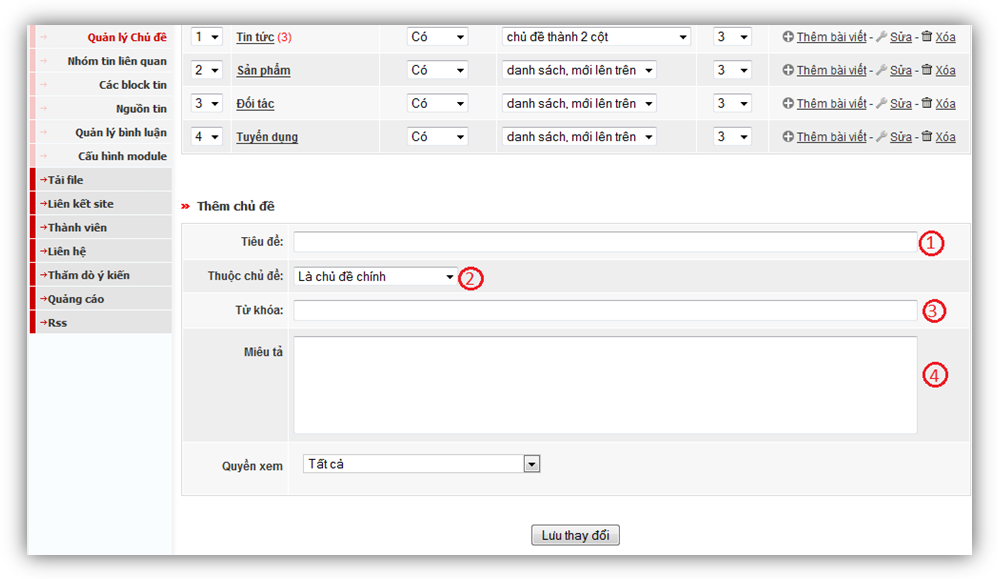 Quản lý Chủ đề
Nhóm tin liên quan
Các block tin
Nguồn tin
Quản lý bình luận
Cấu hình module
→Tải file
→Liên kết site
→Thành viên
→Liên hệ
→Thăm dò ý kiến
→Quảng cáo
→Rss
1 Tin tức (3) Có chủ đề thành 2 cột 3 Thêm bài viết - Sửa - Xóa
2 Sản phẩm Có danh sách, mới lên trên 3 Thêm bài viết - Sửa - Xóa
3 Đối tác Có danh sách, mới lên trên 3 Thêm bài viết - Sửa - Xóa
4 Tuyển dụng Có danh sách, mới lên trên 3 Thêm bài viết - Sửa - Xóa
» Thêm chủ đề
Tiêu đề: 1
Thuộc chủ đề: Là chủ đề chính 2
Từ khóa: 3
Miêu tả 4
Quyền xem Tất cả
Lưu thay đổi